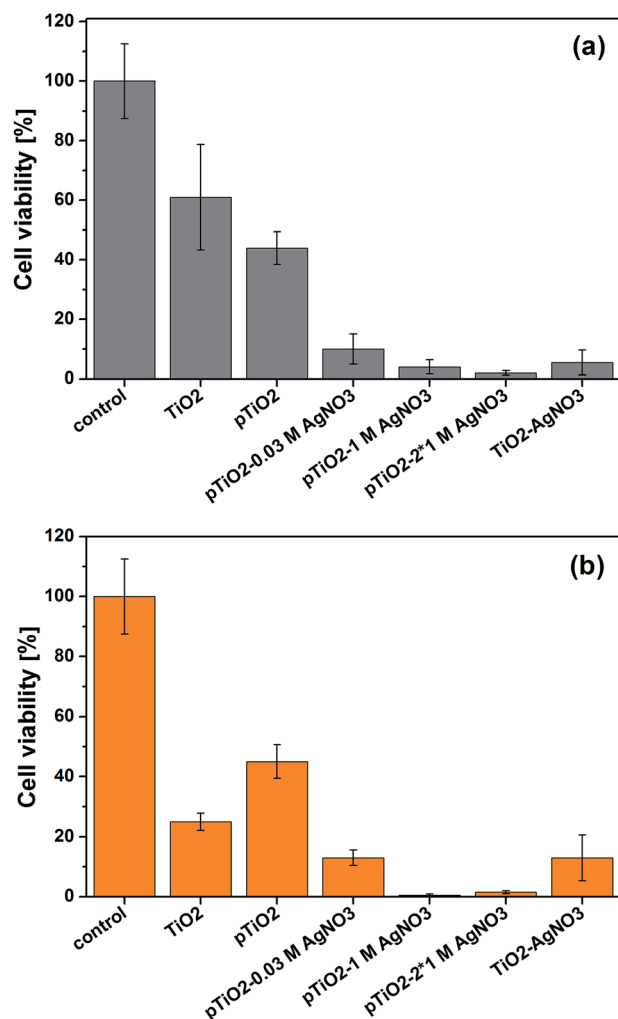 (a)
Cell viability [%]
120
100
80
60
40
20
0
control
TiO2
pTiO2
pTiO2-0.03 M AgNO3
pTiO2-1 M AgNO3
pTiO2-2*1 M AgNO3
TiO2-AgNO3
(b)
Cell viability [%]
120
100
80
60
40
20
0
control
TiO2
pTiO2
pTiO2-0.03 M AgNO3
pTiO2-1 M AgNO3
pTiO2-2*1 M AgNO3
TiO2-AgNO3